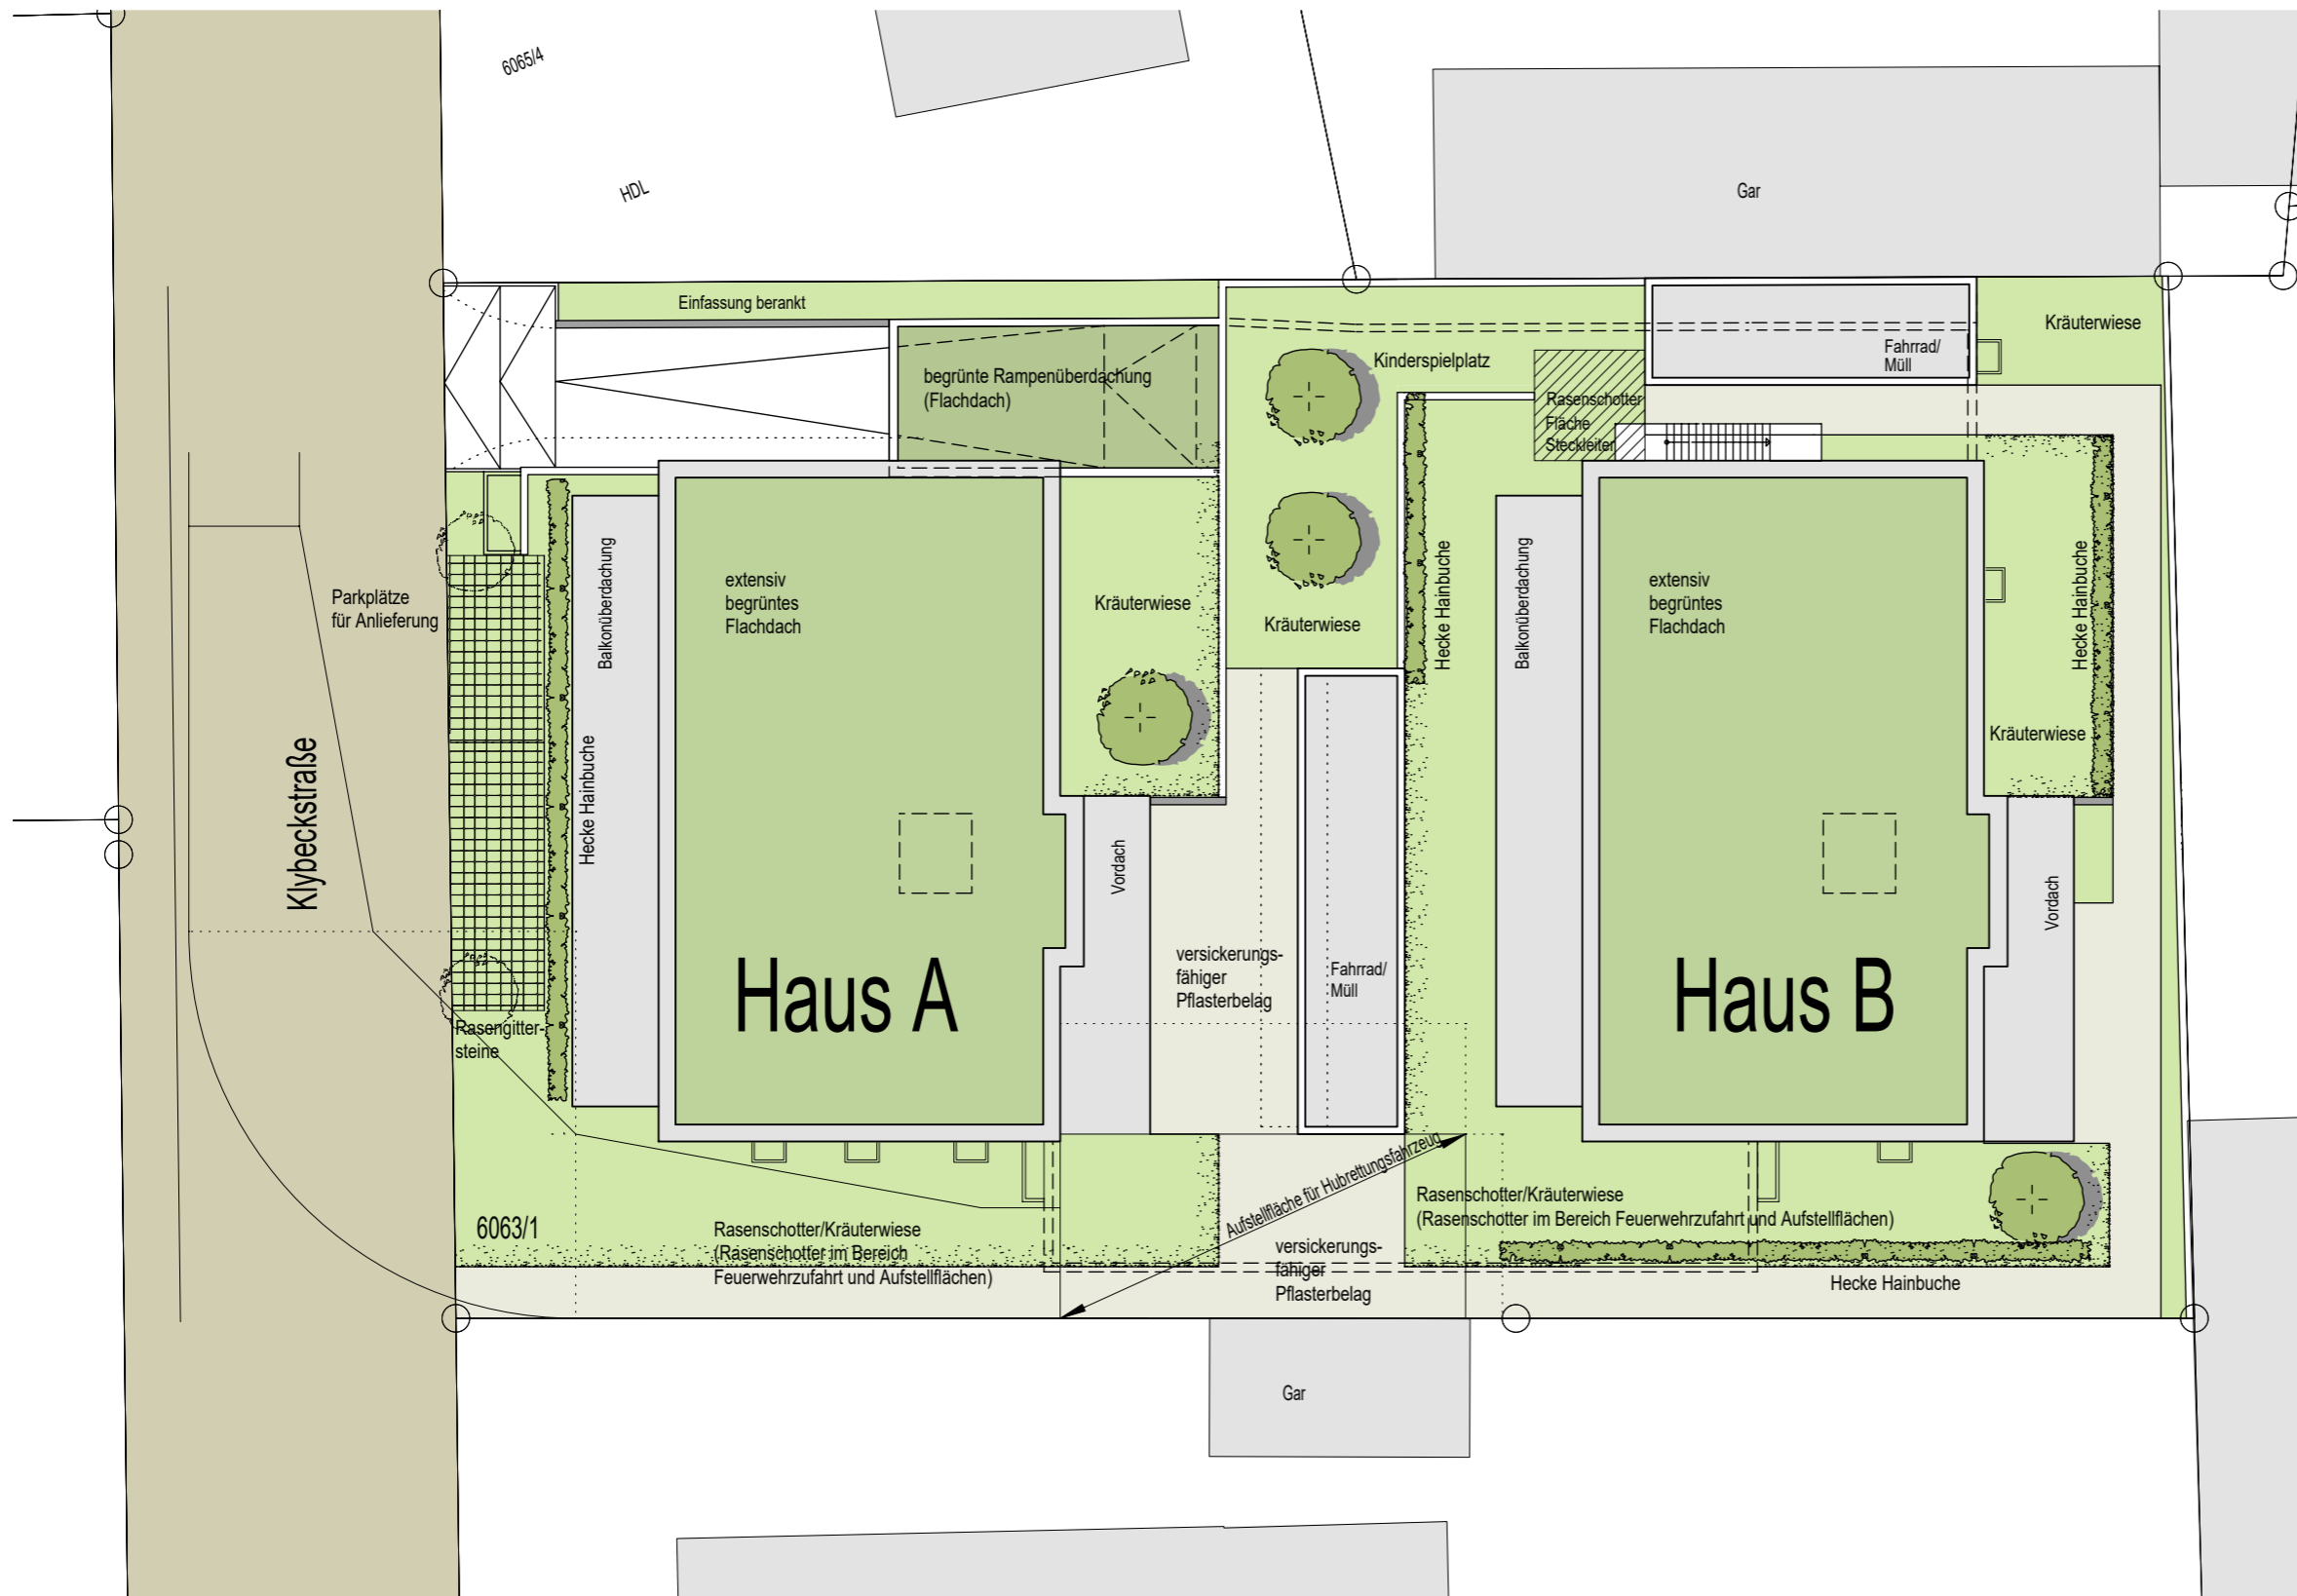 6065/4
HDL
Gar
Einfassung berankt
Kräuterwiese
Fahrrad/
Müll
Kinderspielplatz
begrünte Rampenüberdachung
(Flachdach)
Rasenschotter
Fläche
Steckleiter
Parkplätze
für Anlieferung
Balkonüberdachung
extensiv
begrüntes
Flachdach
Kräuterwiese
Kräuterwiese
Hecke Hainbuche
Balkonüberdachung
extensiv
begrüntes
Flachdach
Hecke Hainbuche
Kräuterwiese
Klybeckstraße
Hecke Hainbuche
Vordach
Vordach
Haus A
versickerungs-
fähiger
Pflasterbelag
Fahrrad/
Müll
Haus B
Rasengitter-
steine
Aufstellfläche für Hubrettungsfahrzeug
6063/1
Rasenschotter/Kräuterwiese
(Rasenschotter im Bereich
Feuerwehrzufahrt und Aufstellflächen)
Rasenschotter/Kräuterwiese
(Rasenschotter im Bereich Feuerwehrzufahrt und Aufstellflächen)
versickerungs-
fähiger
Pflasterbelag
Hecke Hainbuche
Gar